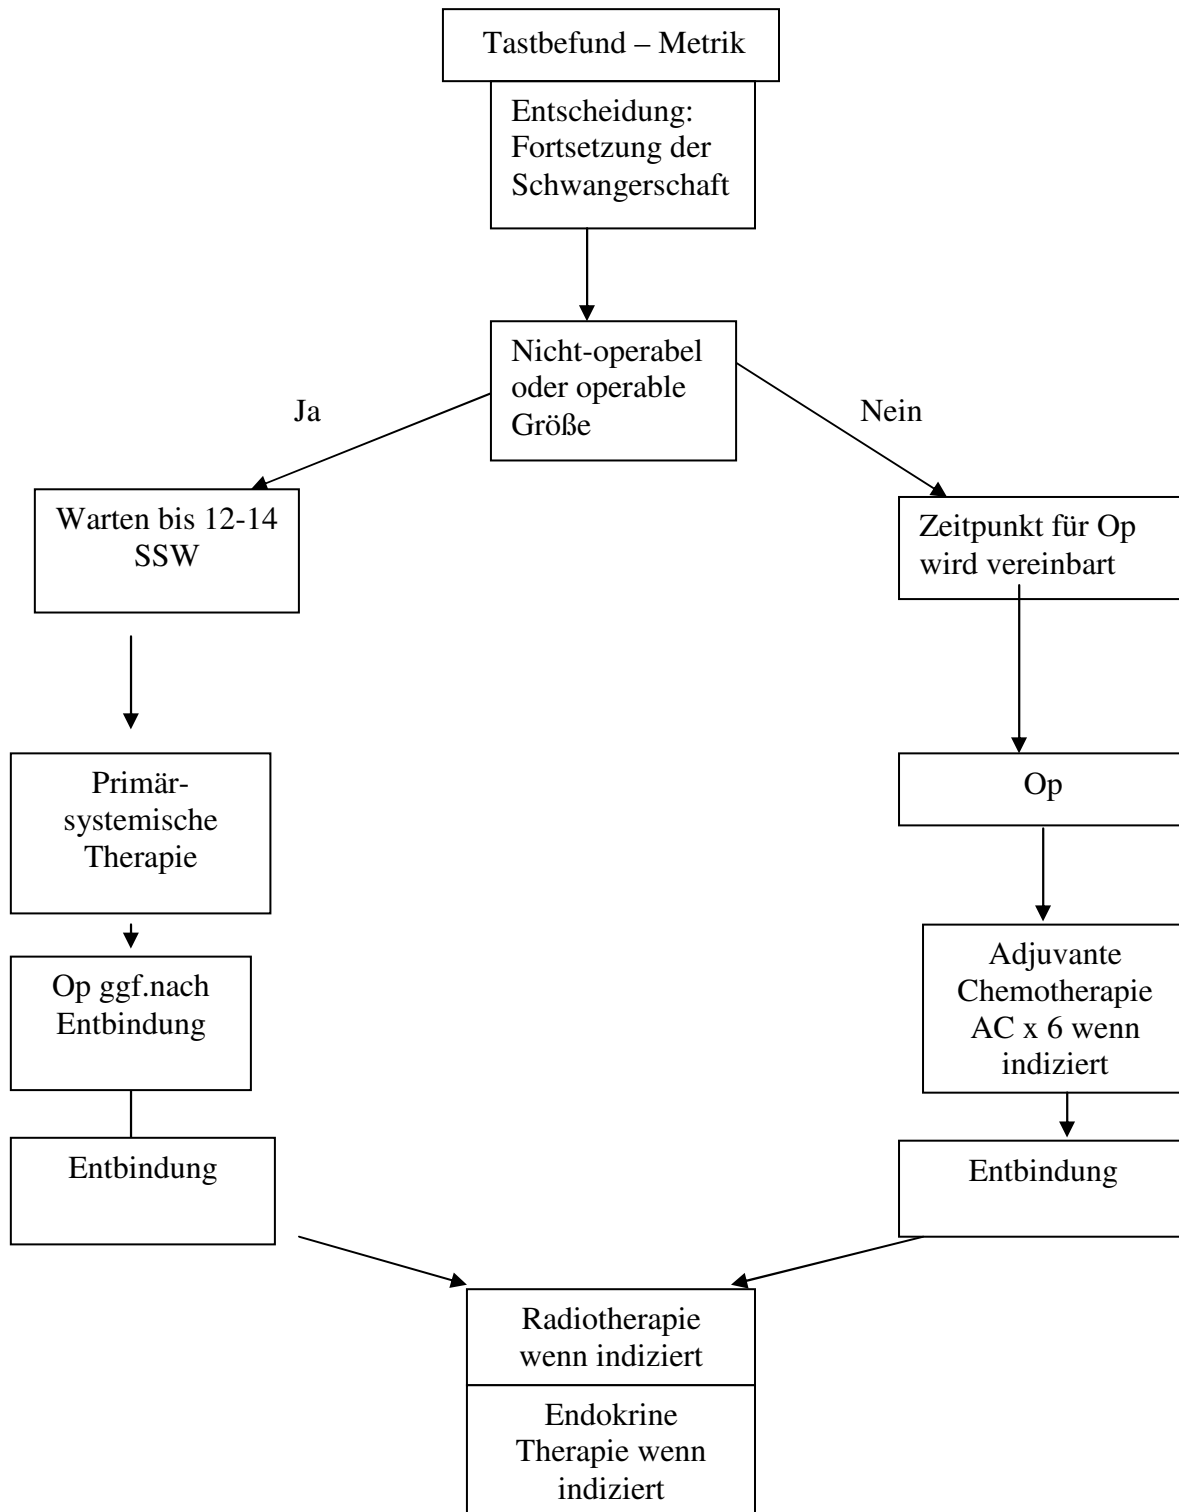 Tastbefund – Metrik
Entscheidung:
Fortsetzung der
Schwangerschaft
Nicht-operabel
oder operable
Größe
Ja
Nein
Warten bis 12-14
SSW
Zeitpunkt für Op
wird vereinbart
Primär-
systemische
Therapie
Op
Op ggf.nach
Entbindung
Adjuvante
Chemotherapie
AC x 6 wenn
indiziert
Entbindung
Entbindung
Radiotherapie
wenn indiziert
Endokrine
Therapie wenn
indiziert